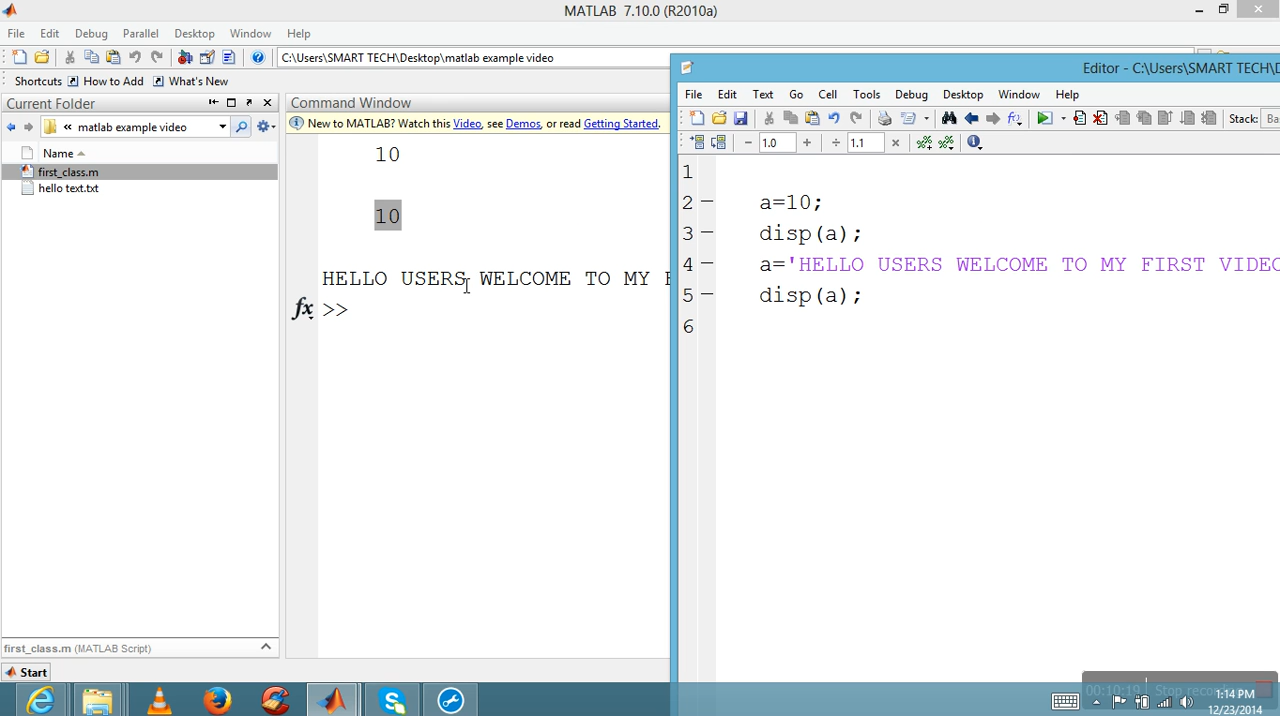 MATLAB 7.10.0 (R2010a)
File Edit Debug Parallel Desktop Window Help
C:\Users\SMART TECH\Desktop\matlab example video
Shortcuts How to Add What's New
Current Folder
« matlab example video
Name
first_class.m
hello text.txt
first_class.m (MATLAB Script)
Start
Command Window
New to MATLAB? Watch this Video, see Demos, or read Getting Started.
10
10
HELLO USERS WELCOME TO MY
fx >>
Editor - C:\Users\SMART TECH\D
File Edit Text Go Cell Tools Debug Desktop Window Help
Stack: Ba
− 1.0 + ÷ 1.1 ×
1
2 — a=10;
3 — disp(a);
4 — a='HELLO USERS WELCOME TO MY FIRST VIDEO
5 — disp(a);
6
00:10:19 Stop recor
1:14 PM
12/23/2014